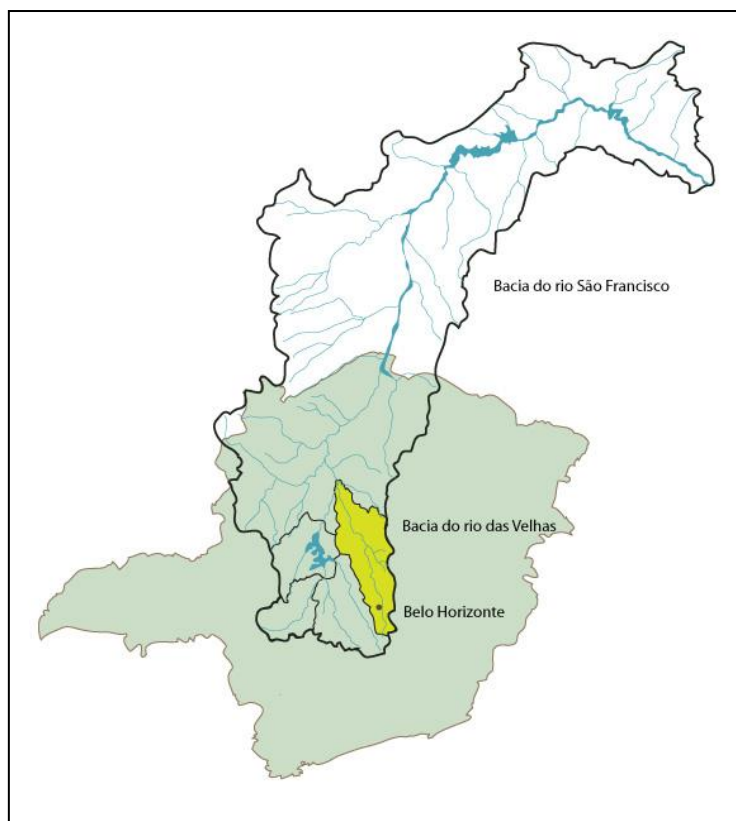 Bacia do rio São Francisco
Bacia do rio das Velhas
Belo Horizonte